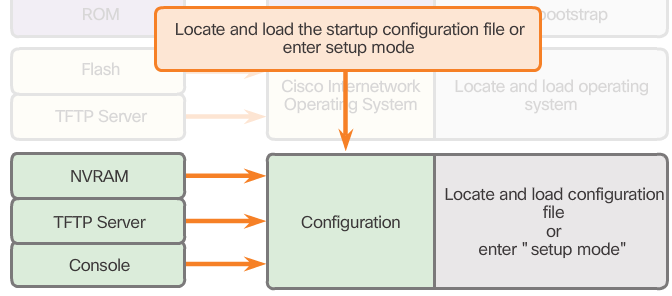 ROM
bootstrap
Locate and load the startup configuration file or
enter setup mode
Flash
TFTP Server
Cisco Internetwork
Operating System
Locate and load operating
system
NVRAM
TFTP Server
Console
Configuration
Locate and load configuration
file
or
enter " setup mode"